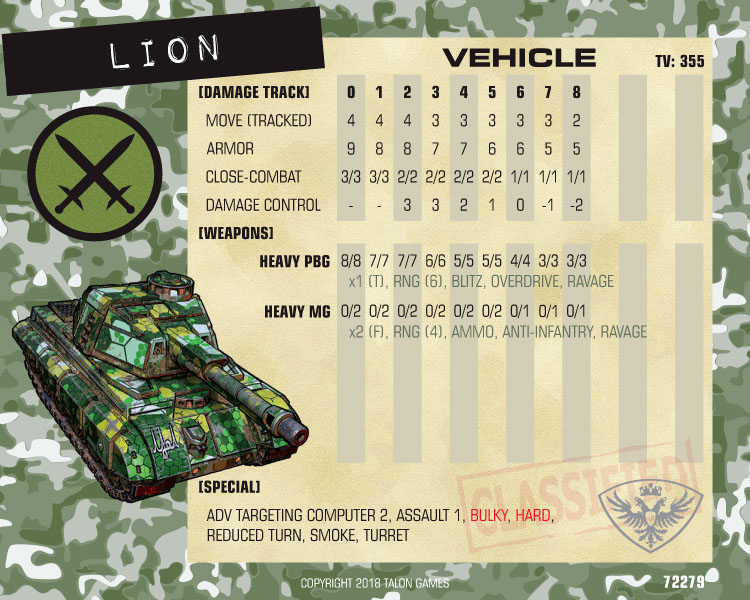 LION
VEHICLE TV: 355
[DAMAGE TRACK] 0 1 2 3 4 5 6 7 8
MOVE (TRACKED) 4 4 4 3 3 3 3 3 2
ARMOR 9 8 8 7 7 6 6 5 5
CLOSE-COMBAT 3/3 3/3 2/2 2/2 2/2 2/2 1/1 1/1 1/1
DAMAGE CONTROL - - 3 3 2 1 0 -1 -2
[WEAPONS]
HEAVY PBG 8/8 7/7 7/7 6/6 5/5 5/5 4/4 3/3 3/3
x1 (T), RNG (6), BLITZ, OVERDRIVE, RAVAGE
HEAVY MG 0/2 0/2 0/2 0/2 0/2 0/2 0/1 0/1 0/1
x2 (F), RNG (4), AMMO, ANTI-INFANTRY, RAVAGE
[SPECIAL]
CLASSIFIED
ADV TARGETING COMPUTER 2, ASSAULT 1, BULKY, HARD,
REDUCED TURN, SMOKE, TURRET
COPYRIGHT 2018 TALON GAMES
72279